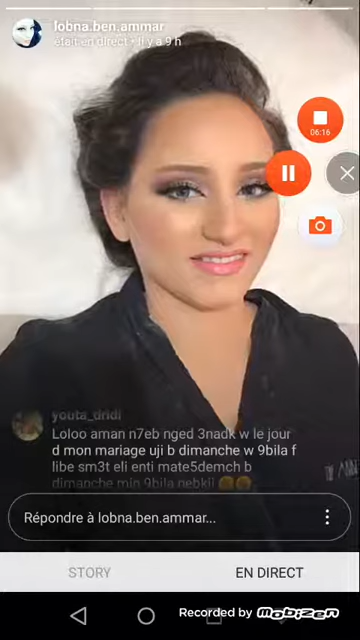 lobna.ben.ammar
était en direct • Il y a 9 h
06:16
youta_dridi
Loloo aman n7eb nged 3nadk w le jour
d mon mariage uji b dimanche w 9bila f
libe sm3t eli enti mate5demch b
dimanche min 9bila nebkii
Répondre à lobna.ben.ammar...
STORY
EN DIRECT
Recorded by mobizen